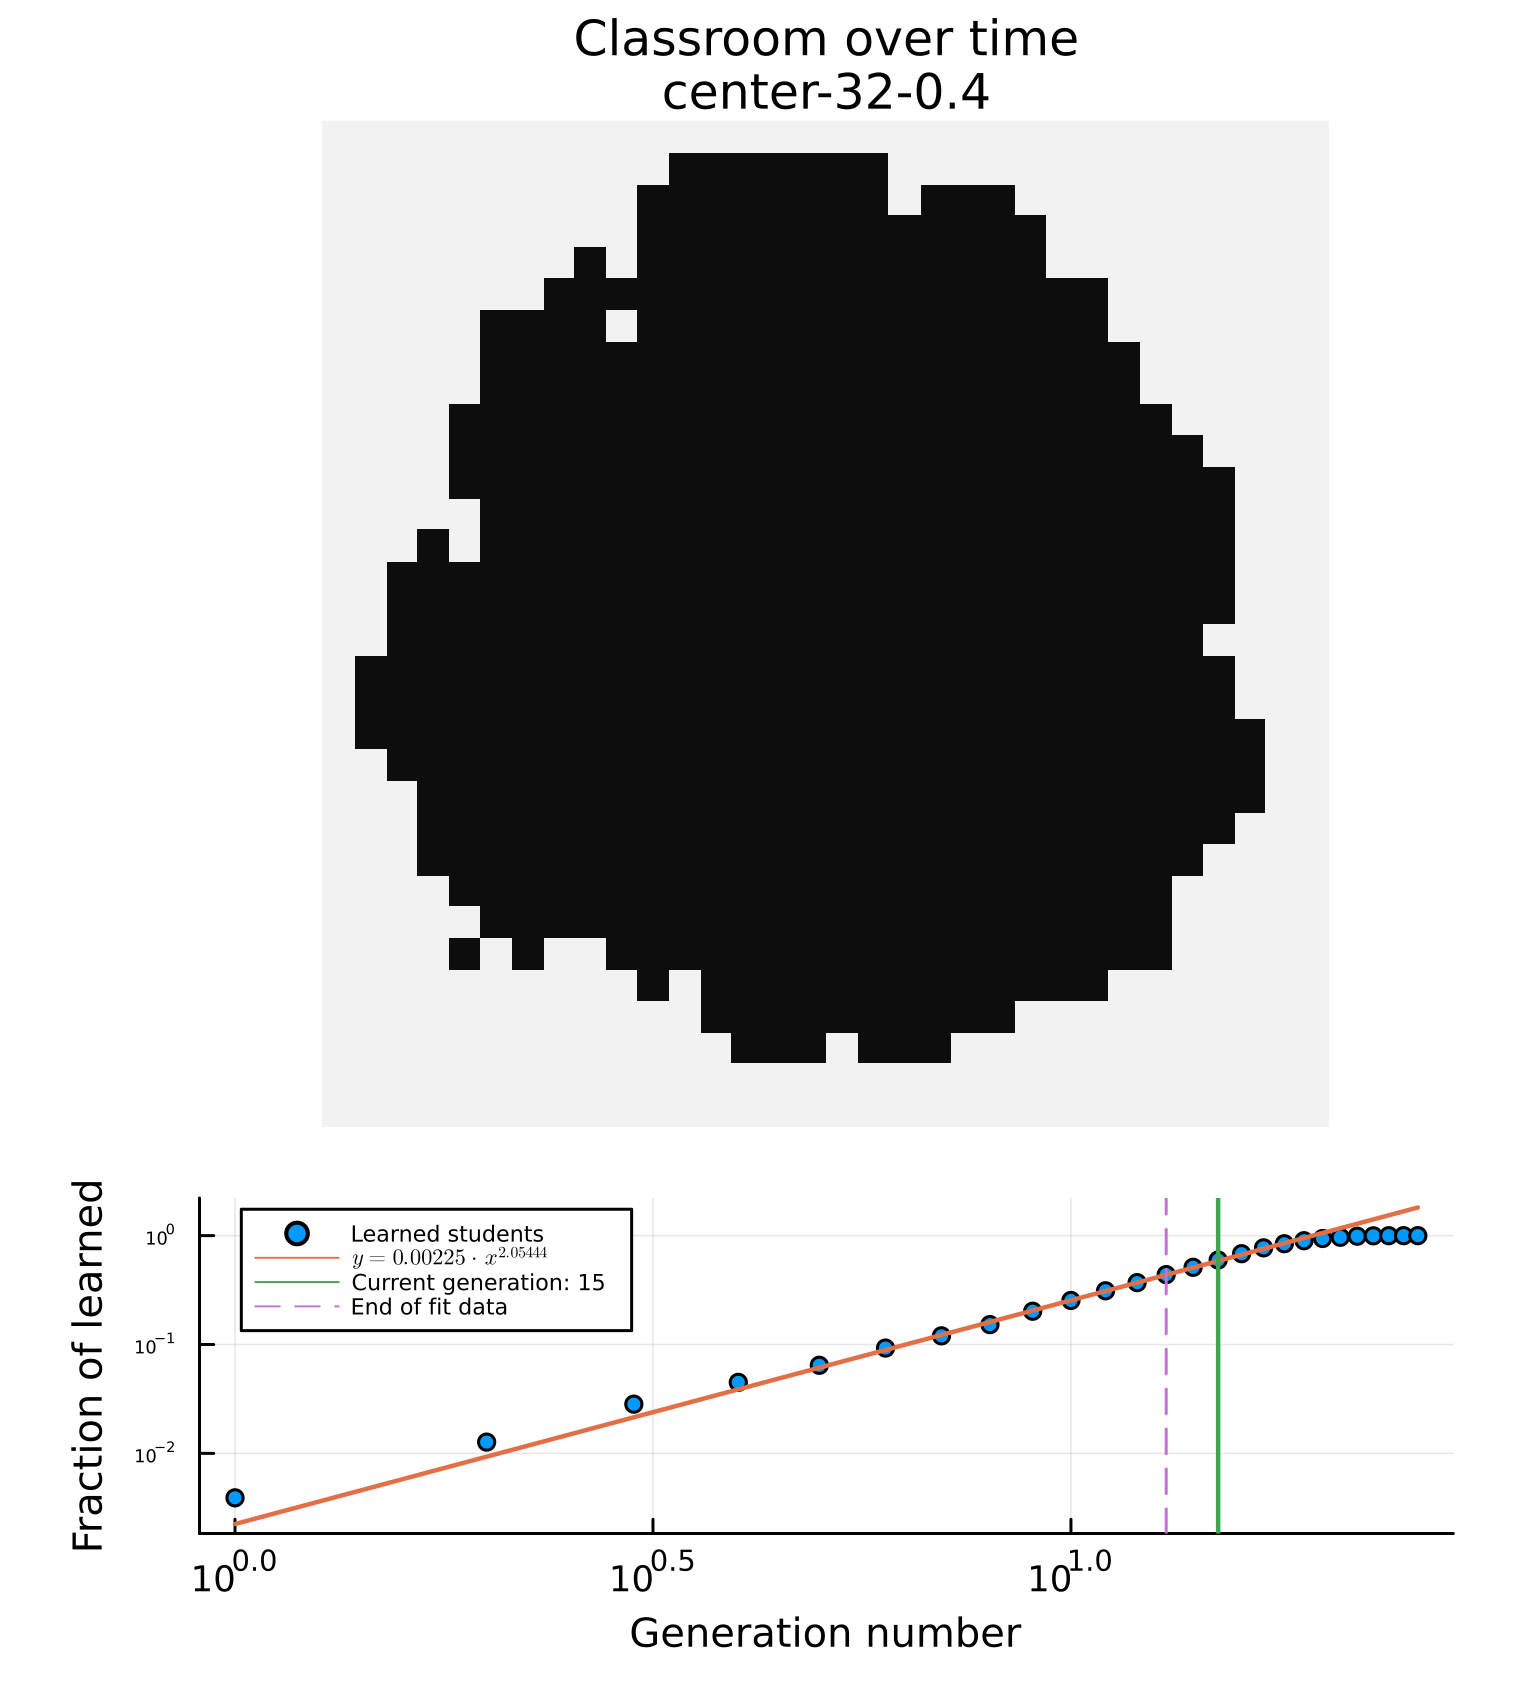 Classroom over time
center-32-0.4
Fraction of learned
10^0
10^-1
10^-2
Learned students
y = 0.00225 · x^2.05444
Current generation: 15
End of fit data
10^0.0 10^0.5 10^1.0
Generation number